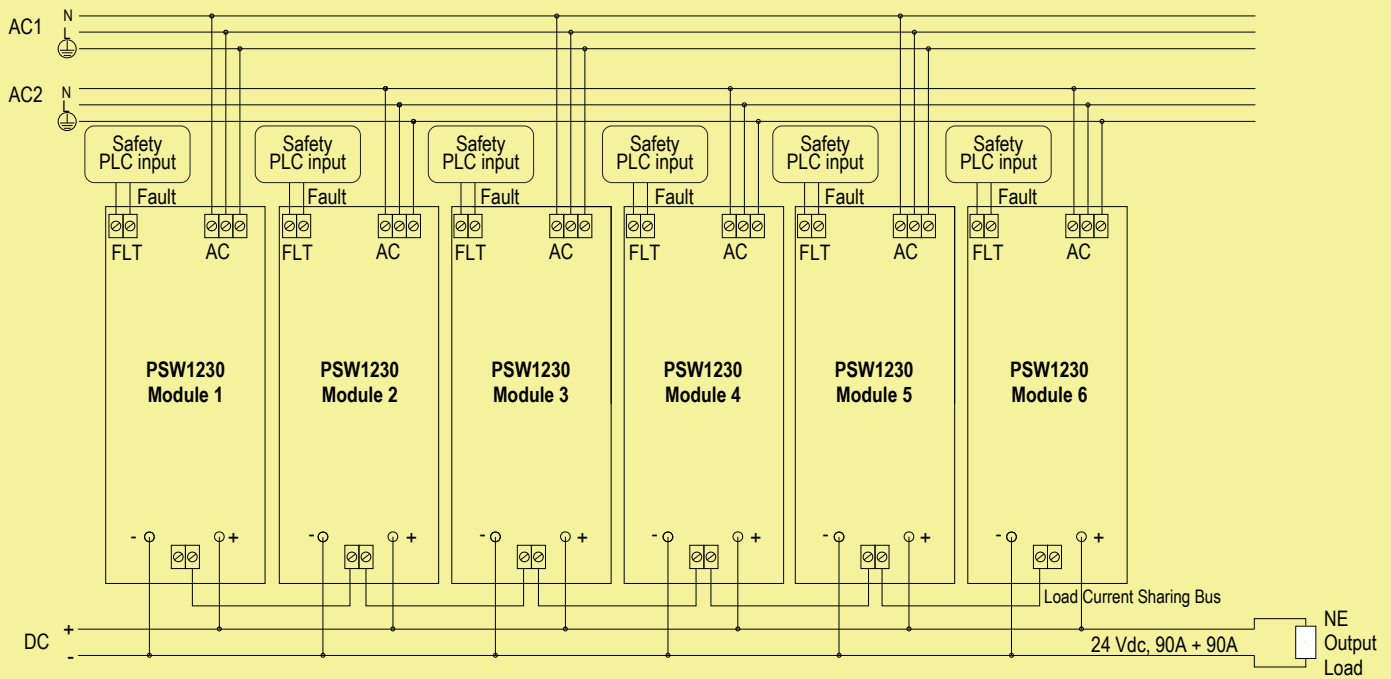 AC1 N
L
AC2 N
L
Safety Safety Safety Safety Safety Safety
PLC input PLC input PLC input PLC input PLC input PLC input
Fault Fault Fault Fault Fault Fault
FLT AC FLT AC FLT AC FLT AC FLT AC FLT AC
PSW1230 PSW1230 PSW1230 PSW1230 PSW1230 PSW1230
Module 1 Module 2 Module 3 Module 4 Module 5 Module 6
- + - + - + - + - + - +
Load Current Sharing Bus
DC +
-
24 Vdc, 90A + 90A
NE
Output
Load